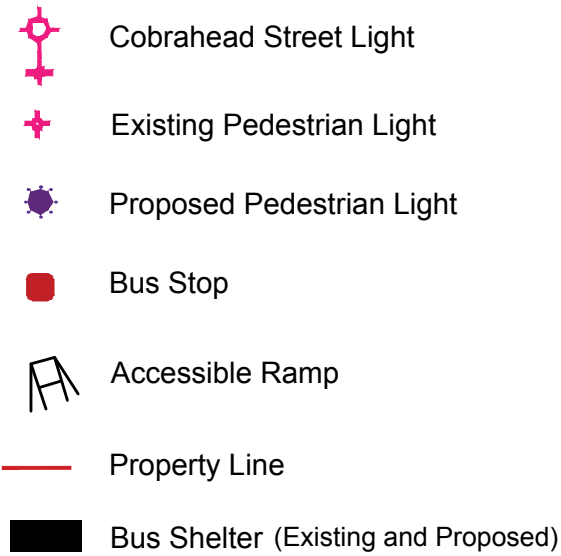 Cobrahead Street Light
Existing Pedestrian Light
Proposed Pedestrian Light
Bus Stop
Accessible Ramp
Property Line
Bus Shelter (Existing and Proposed)